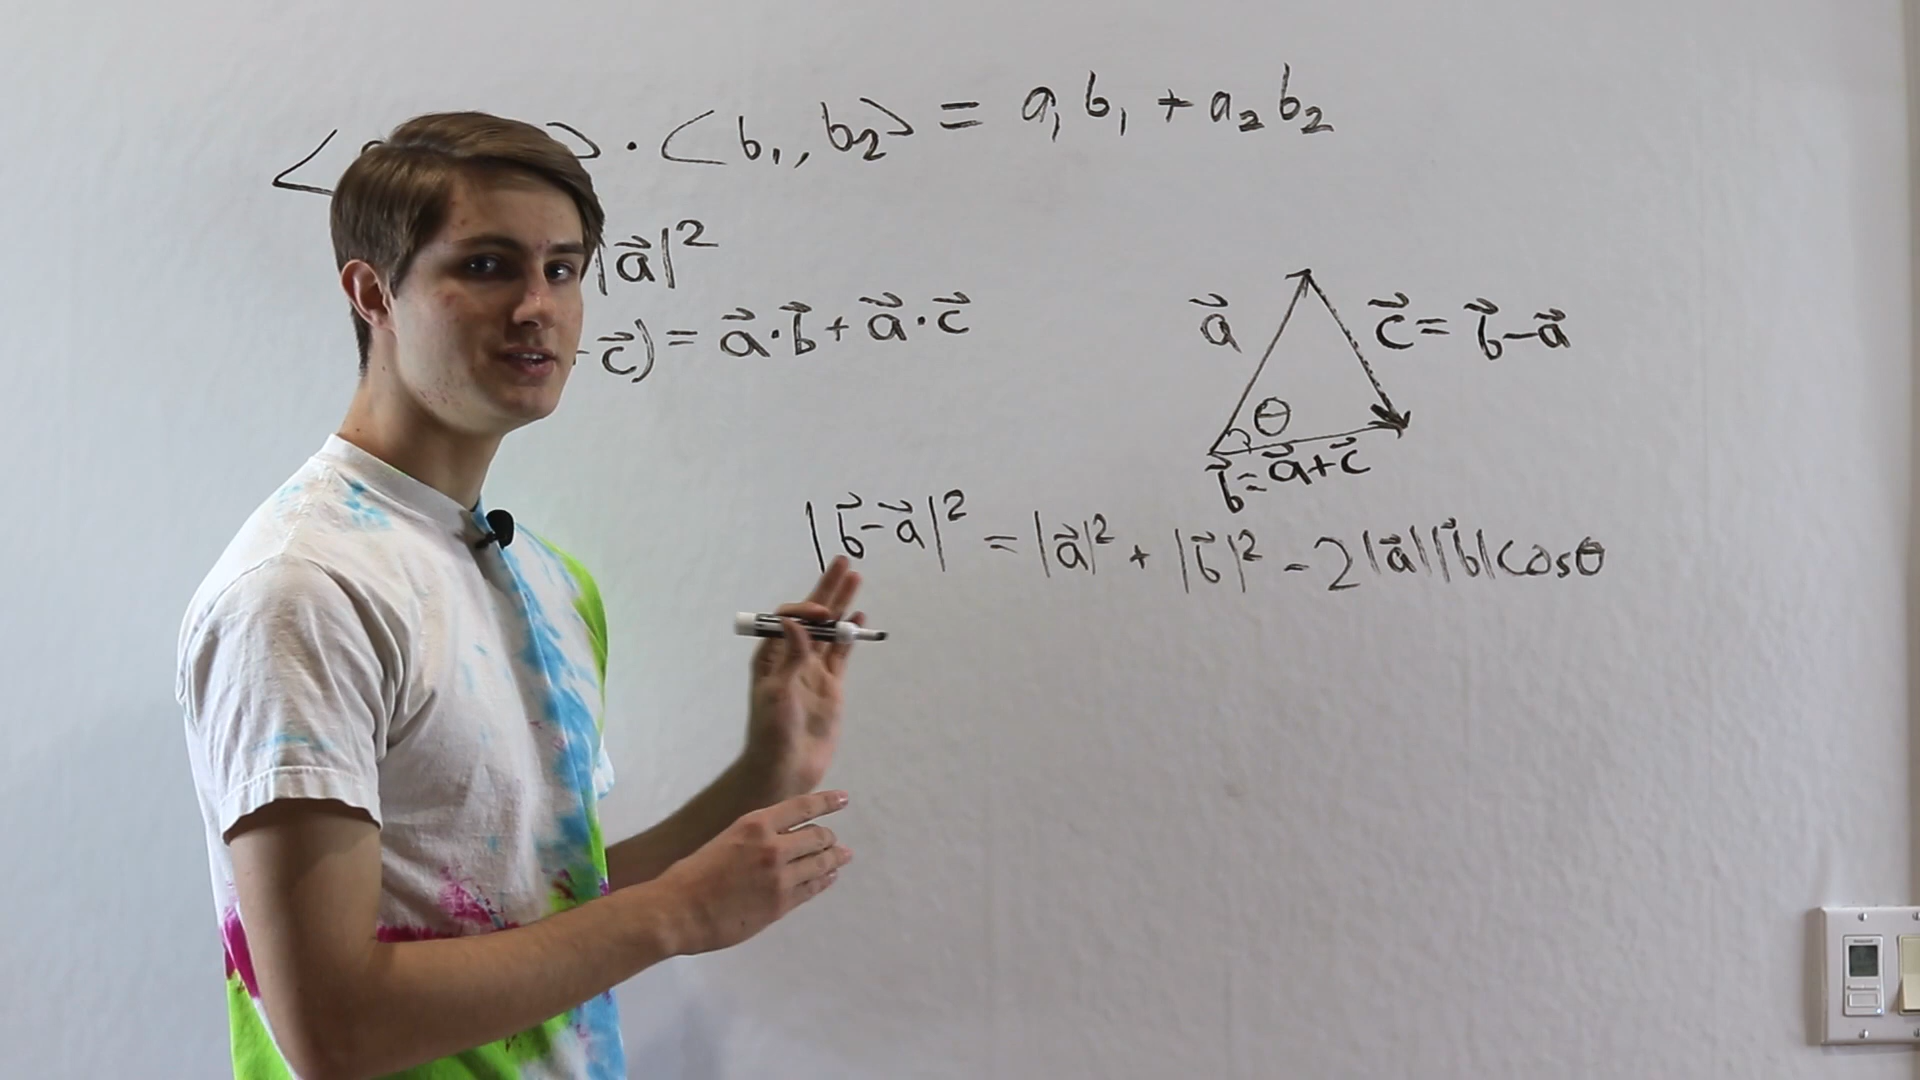 ⟨ ⟩ · ⟨b₁, b₂⟩ = a₁b₁ + a₂b₂
|a⃗|²
c⃗) = a⃗·b⃗ + a⃗·c⃗
a⃗
c⃗ = b⃗-a⃗
θ
b⃗ = a⃗+c⃗
|b⃗-a⃗|² = |a⃗|² + |b⃗|² - 2|a⃗||b⃗|cosθ